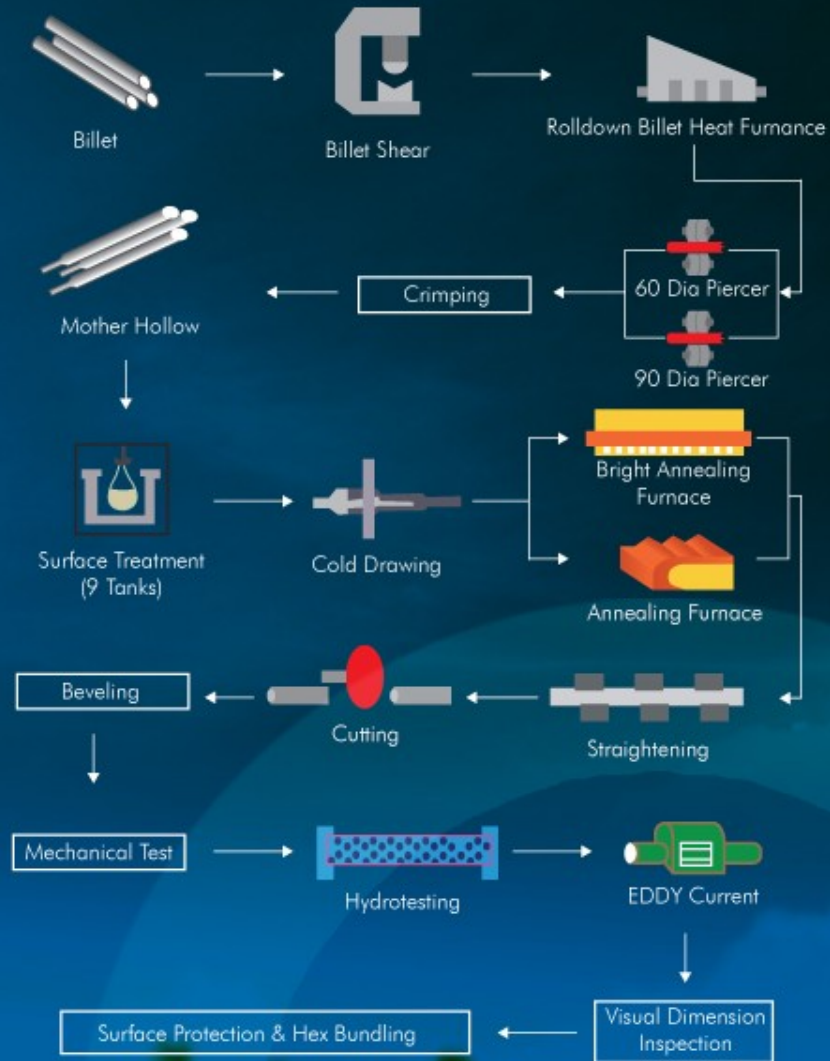 Billet
Billet Shear
Rolldown Billet Heat Furnance
60 Dia Piercer
90 Dia Piercer
Crimping
Mother Hollow
Surface Treatment
(9 Tanks)
Cold Drawing
Bright Annealing
Furnace
Annealing Furnace
Straightening
Cutting
Beveling
Mechanical Test
Hydrotesting
EDDY Current
Visual Dimension
Inspection
Surface Protection & Hex Bundling